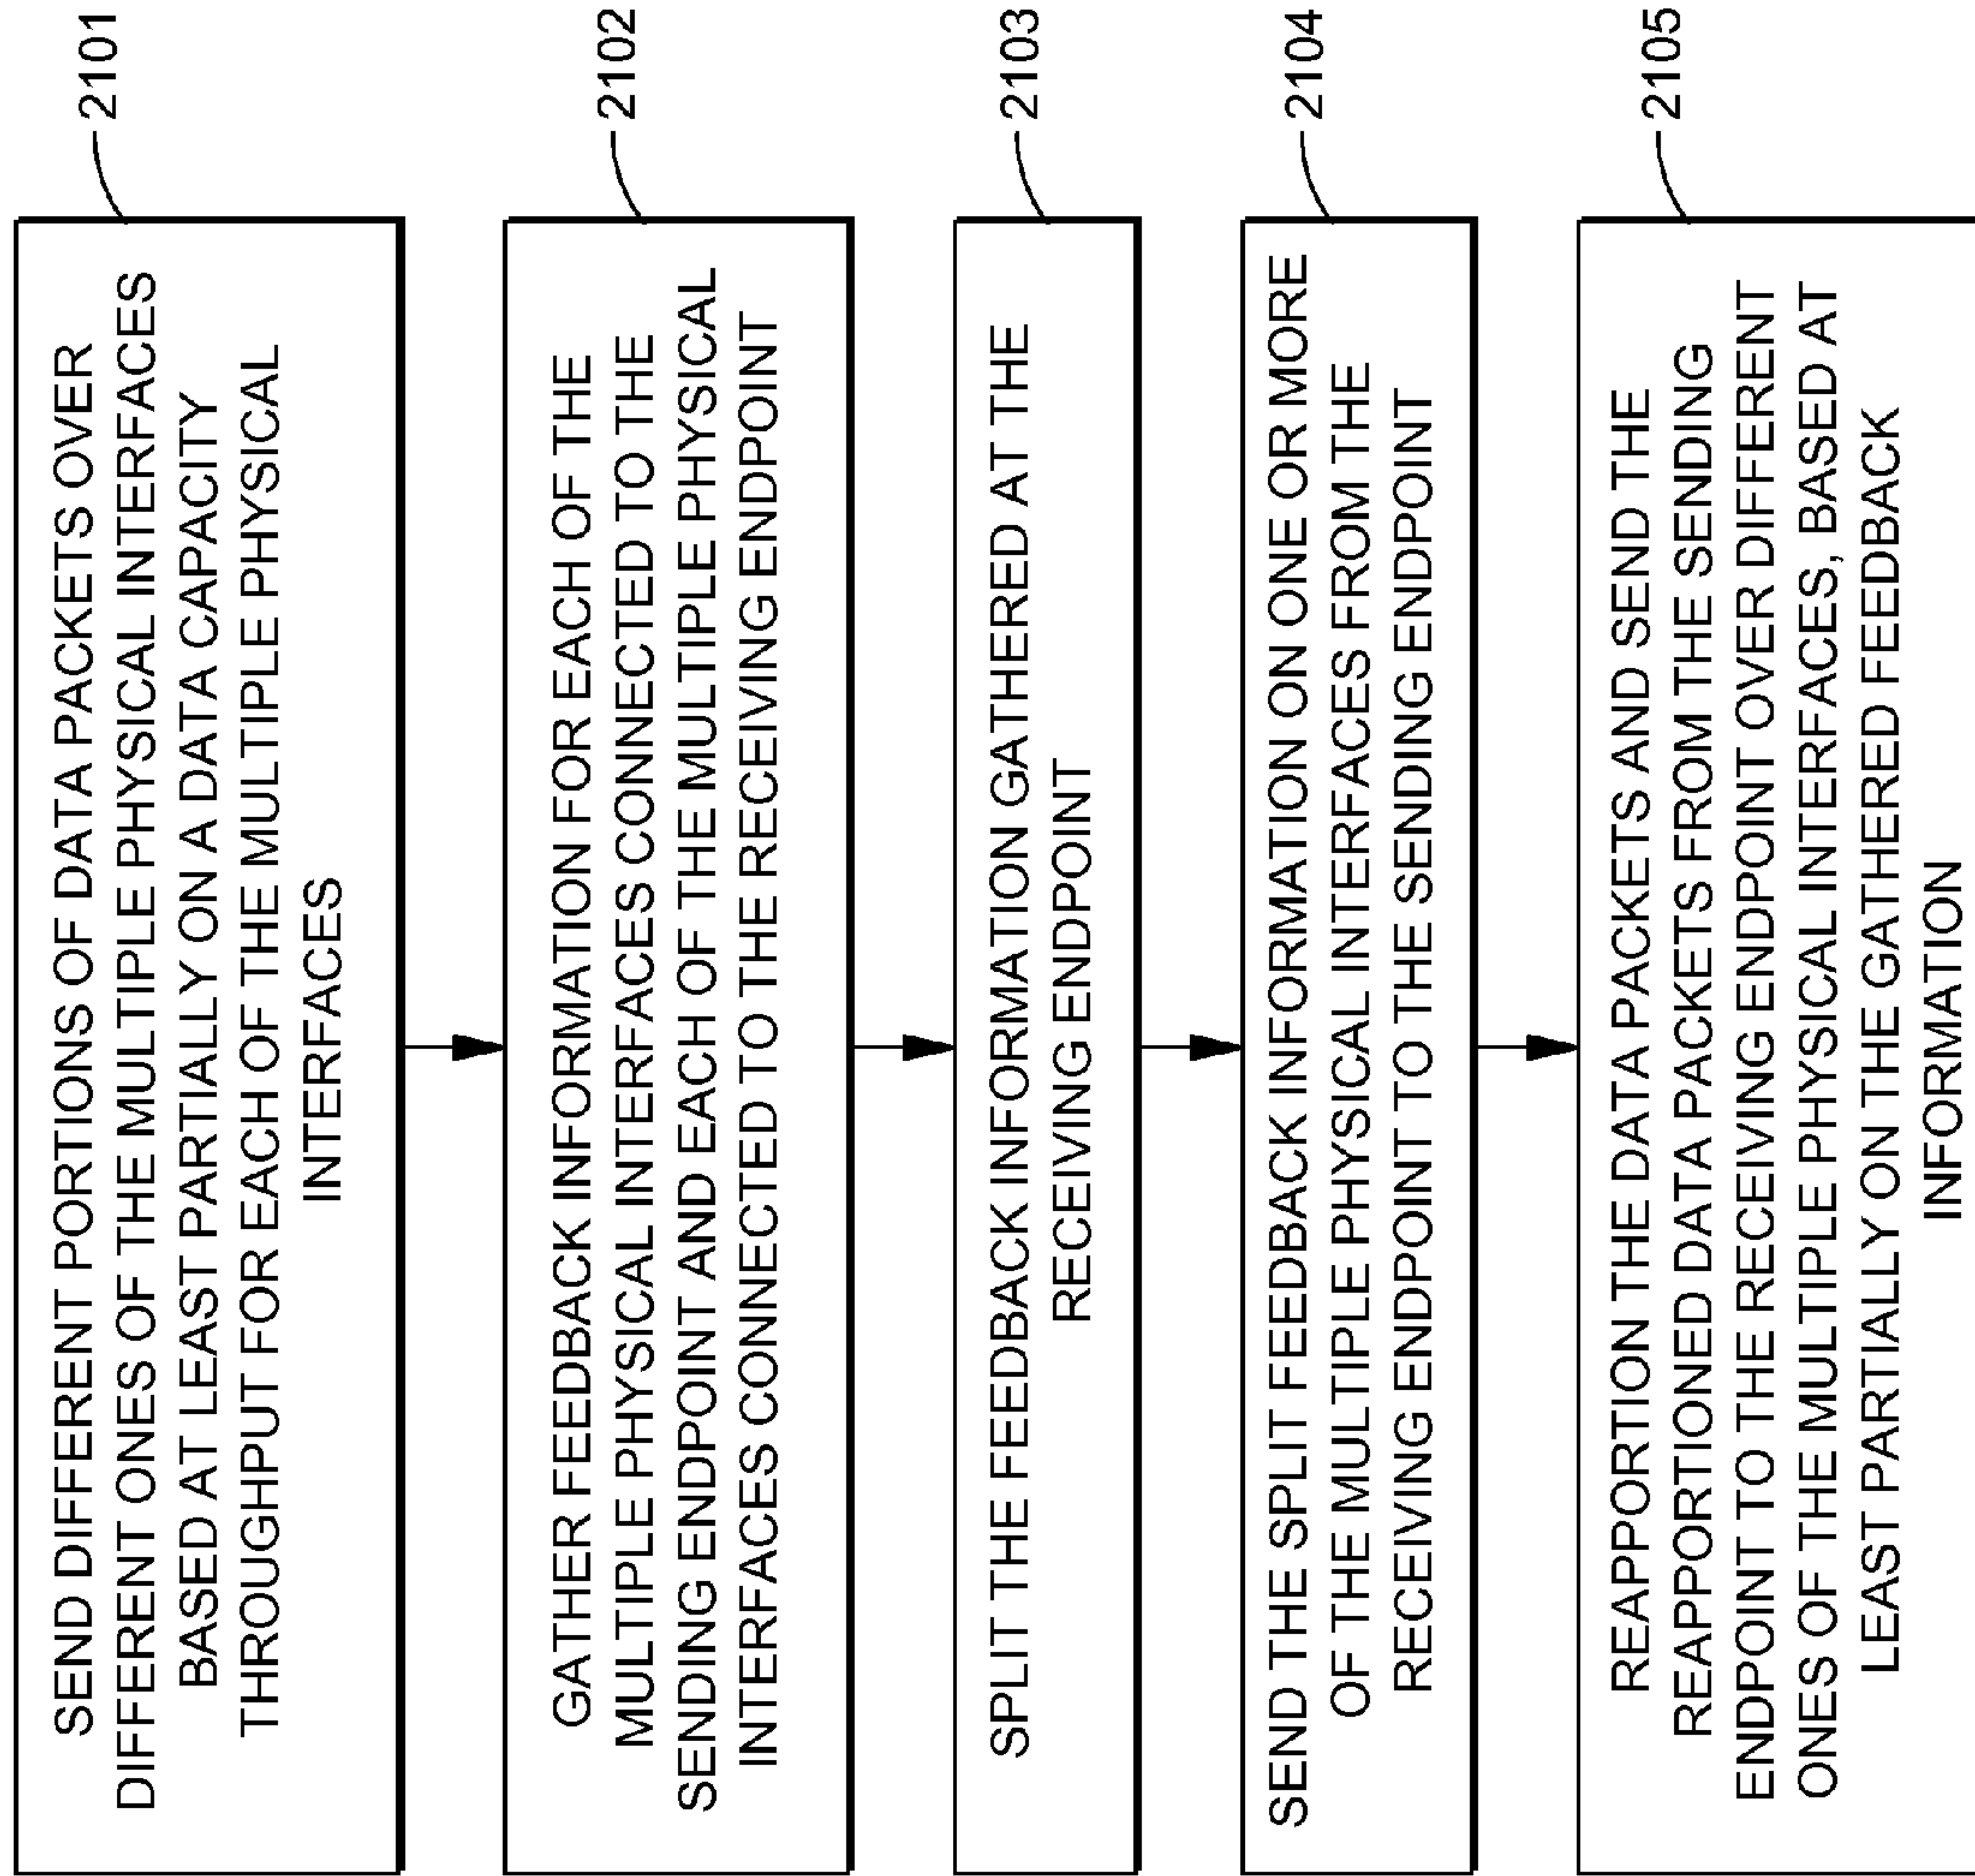 SEND DIFFERENT PORTIONS OF DATA PACKETS OVER
DIFFERENT ONES OF THE MULTIPLE PHYSICAL INTERFACES
BASED AT LEAST PARTIALLY ON A DATA CAPACITY
THROUGHPUT FOR EACH OF THE MULTIPLE PHYSICAL
INTERFACES
2101
GATHER FEEDBACK INFORMATION FOR EACH OF THE
MULTIPLE PHYSICAL INTERFACES CONNECTED TO THE
SENDING ENDPOINT AND EACH OF THE MULTIPLE PHYSICAL
INTERFACES CONNECTED TO THE RECEIVING ENDPOINT
2102
SPLIT THE FEEDBACK INFORMATION GATHERED AT THE
RECEIVING ENDPOINT
2103
SEND THE SPLIT FEEDBACK INFORMATION ON ONE OR MORE
OF THE MULTIPLE PHYSICAL INTERFACES FROM THE
RECEIVING ENDPOINT TO THE SENDING ENDPOINT
2104
REAPPORTION THE DATA PACKETS AND SEND THE
REAPPORTIONED DATA PACKETS FROM THE SENDING
ENDPOINT TO THE RECEIVING ENDPOINT OVER DIFFERENT
ONES OF THE MULTIPLE PHYSICAL INTERFACES, BASED AT
LEAST PARTIALLY ON THE GATHERED FEEDBACK
INFORMATION
2105